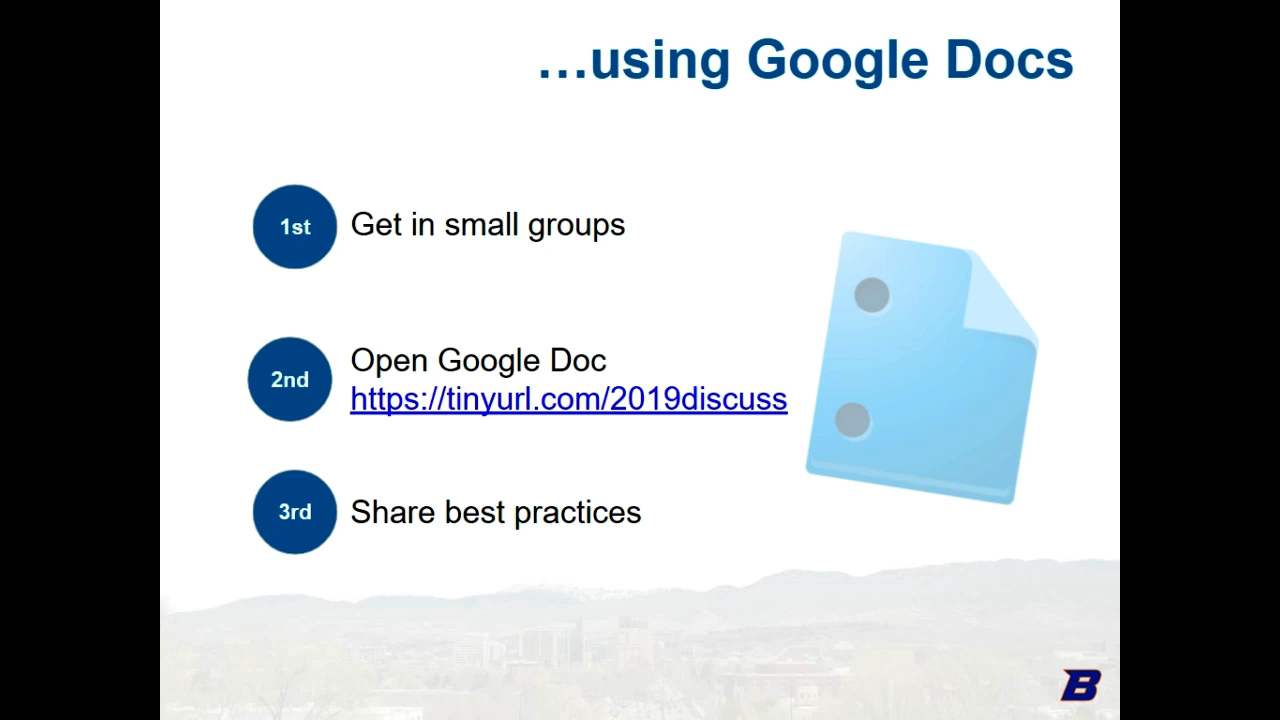 …using Google Docs
1st
Get in small groups
2nd
Open Google Doc
https://tinyurl.com/2019discuss
3rd
Share best practices
B